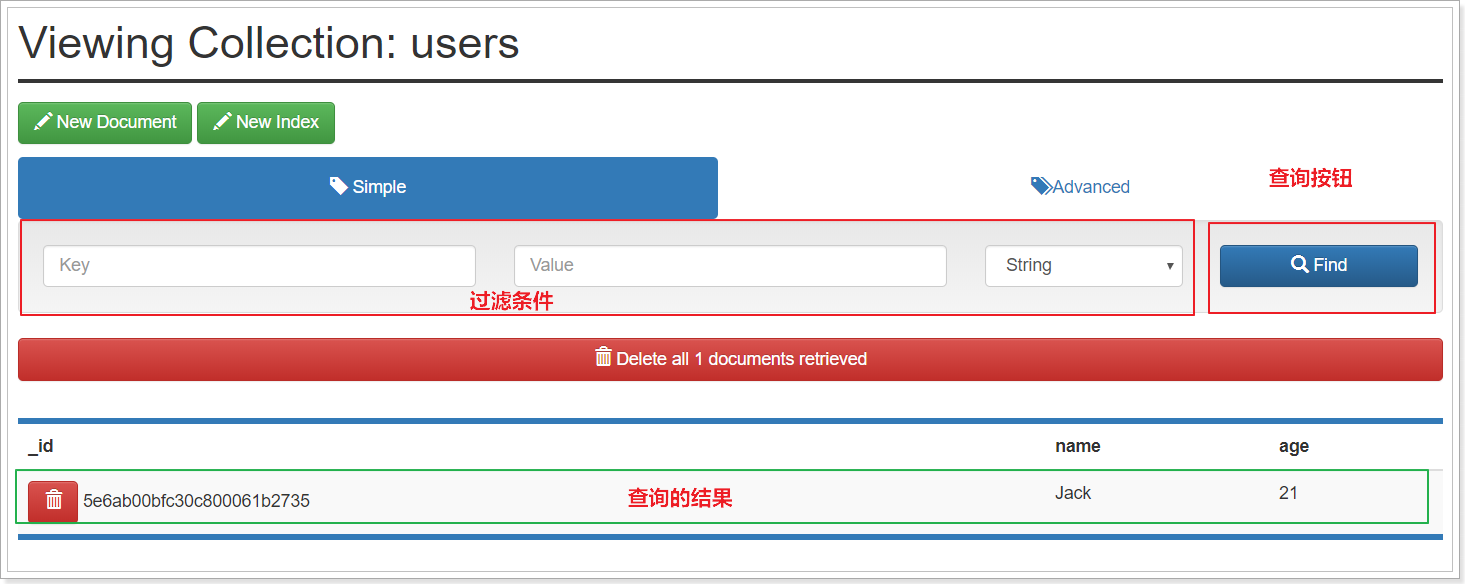 Viewing Collection: users
New Document
New Index
Simple
Advanced
查询按钮
Key
Value
String
Find
过滤条件
Delete all 1 documents retrieved
_id
name
age
5e6ab00bfc30c800061b2735
查询的结果
Jack
21